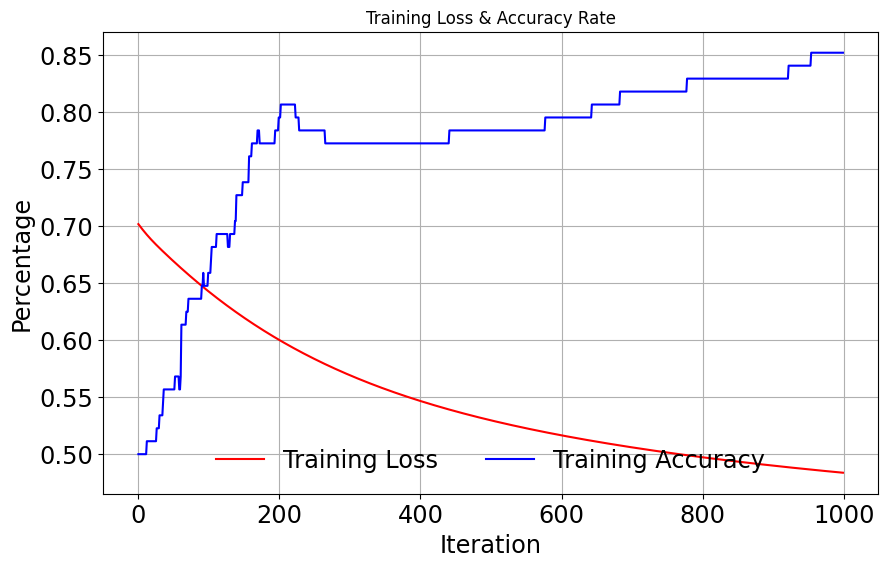 Training Loss & Accuracy Rate
0.85
0.80
0.75
0.70
0.65
0.60
0.55
0.50
Percentage
Training Loss Training Accuracy
0 200 400 600 800 1000
Iteration